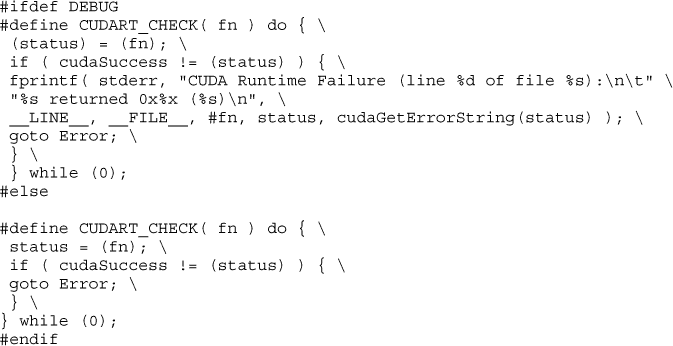 #ifdef DEBUG
#define CUDART_CHECK( fn ) do { \
(status) = (fn); \
if ( cudaSuccess != (status) ) { \
fprintf( stderr, "CUDA Runtime Failure (line %d of file %s):\n\t" \
"%s returned 0x%x (%s)\n", \
__LINE__, __FILE__, #fn, status, cudaGetErrorString(status) ); \
goto Error; \
} \
} while (0);
#else
#define CUDART_CHECK( fn ) do { \
status = (fn); \
if ( cudaSuccess != (status) ) { \
goto Error; \
} \
} while (0);
#endif